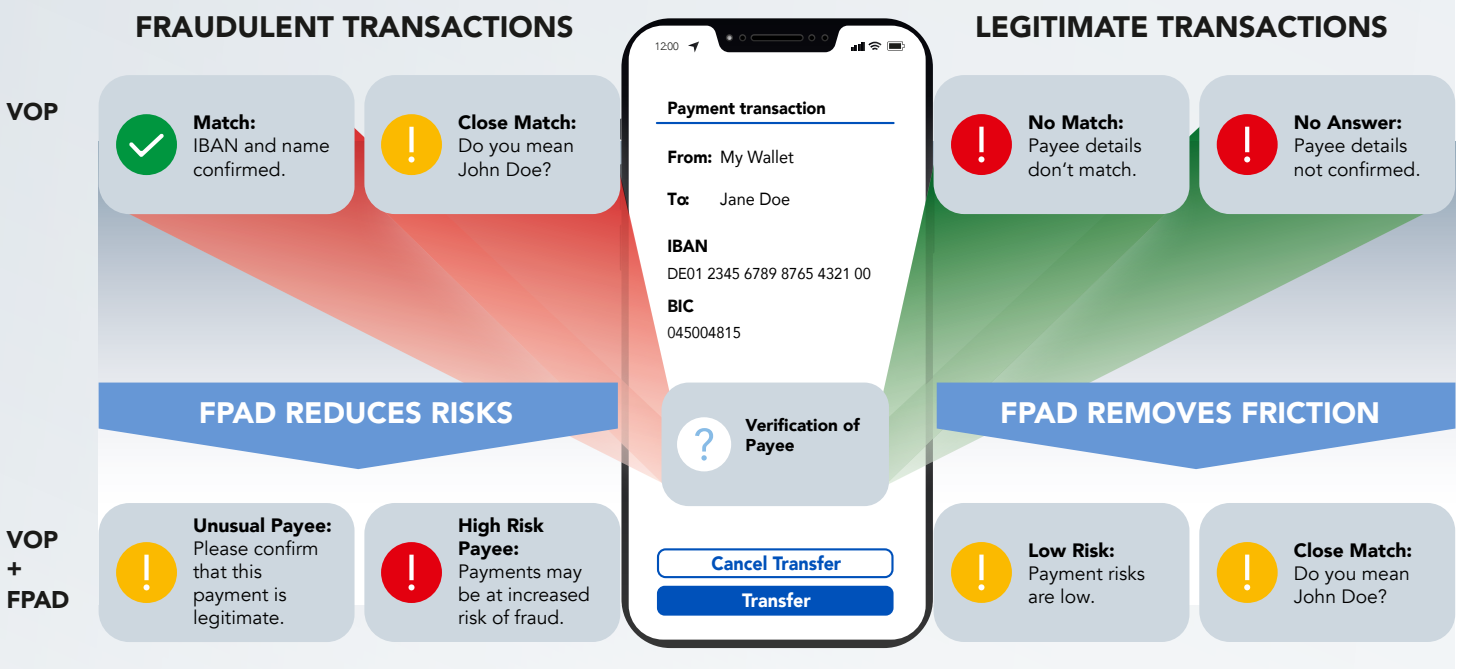 FRAUDULENT TRANSACTIONS
LEGITIMATE TRANSACTIONS
VOP
Match:
IBAN and name
confirmed.
!
Close Match:
Do you mean
John Doe?
12:00
Payment transaction
From: My Wallet
To: Jane Doe
IBAN
DE01 2345 6789 8765 4321 00
BIC
045004815
?
Verification of
Payee
Cancel Transfer
Transfer
!
No Match:
Payee details
don’t match.
!
No Answer:
Payee details
not confirmed.
FPAD REDUCES RISKS
FPAD REMOVES FRICTION
VOP
+
FPAD
!
Unusual Payee:
Please confirm
that this
payment is
legitimate.
!
High Risk
Payee:
Payments may
be at increased
risk of fraud.
!
Low Risk:
Payment risks
are low.
!
Close Match:
Do you mean
John Doe?